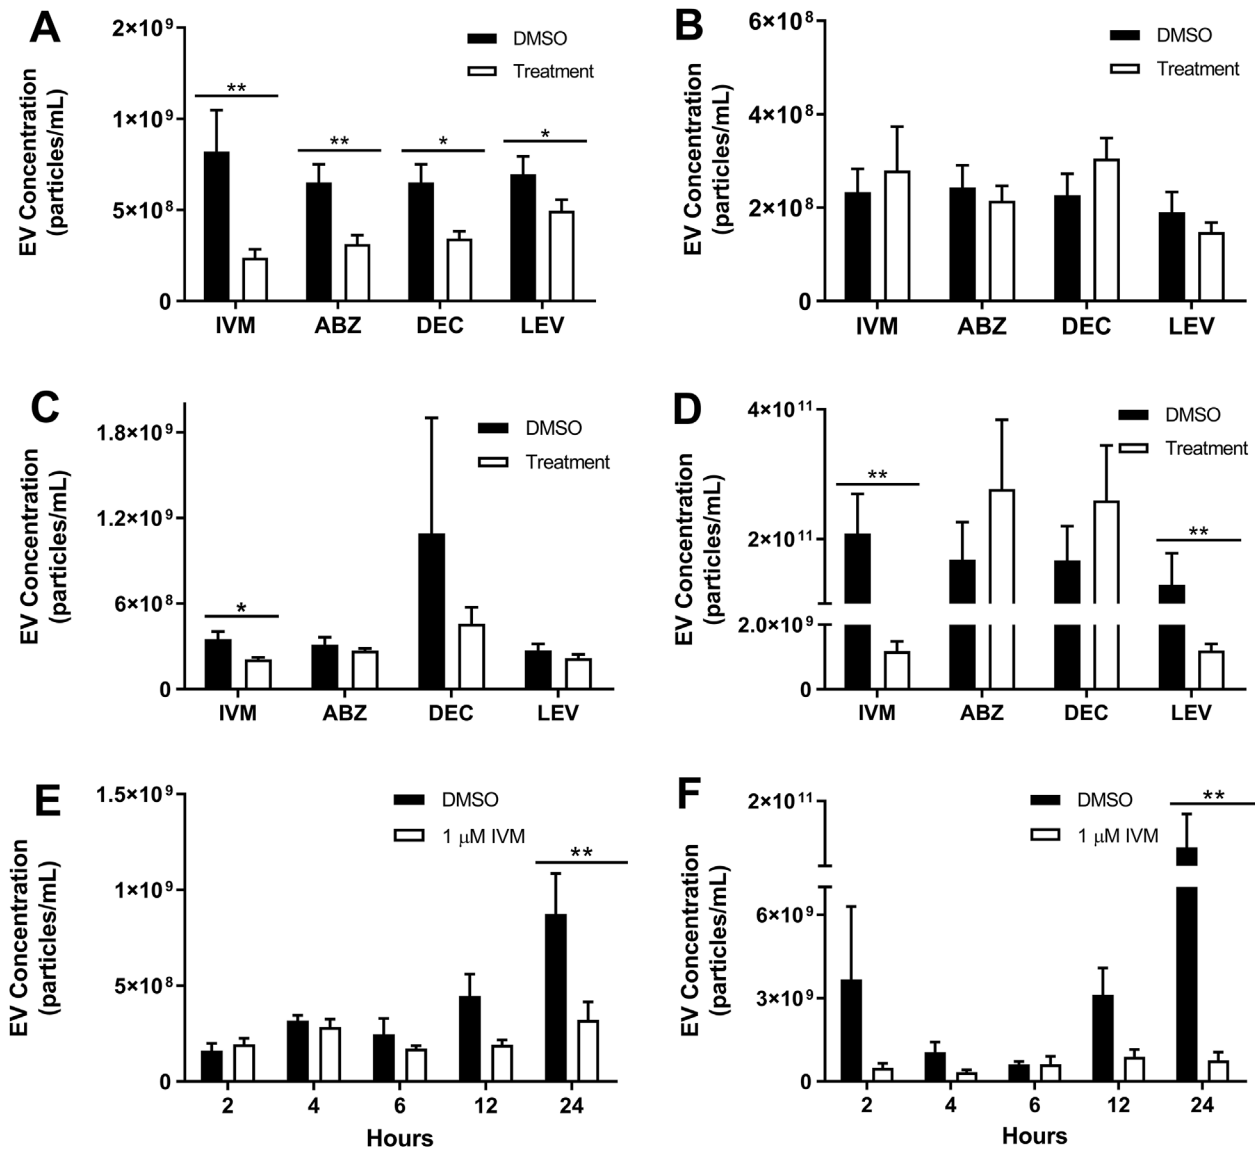 A
EV Concentration
(particles/mL)
2×10⁹
1×10⁹
5×10⁸
0
DMSO
Treatment
**
**
*
*
IVM ABZ DEC LEV
B
EV Concentration
(particles/mL)
6×10⁸
4×10⁸
2×10⁸
0
DMSO
Treatment
IVM ABZ DEC LEV
C
EV Concentration
(particles/mL)
1.8×10⁹
1.2×10⁹
6×10⁸
0
DMSO
Treatment
*
IVM ABZ DEC LEV
D
EV Concentration
(particles/mL)
4×10¹¹
2×10¹¹
2.0×10⁹
0
DMSO
Treatment
**
**
IVM ABZ DEC LEV
E
EV Concentration
(particles/mL)
1.5×10⁹
1×10⁹
5×10⁸
0
DMSO
1 μM IVM
**
2 4 6 12 24
Hours
F
EV Concentration
(particles/mL)
2×10¹¹
6×10⁹
3×10⁹
0
DMSO
1 μM IVM
**
2 4 6 12 24
Hours